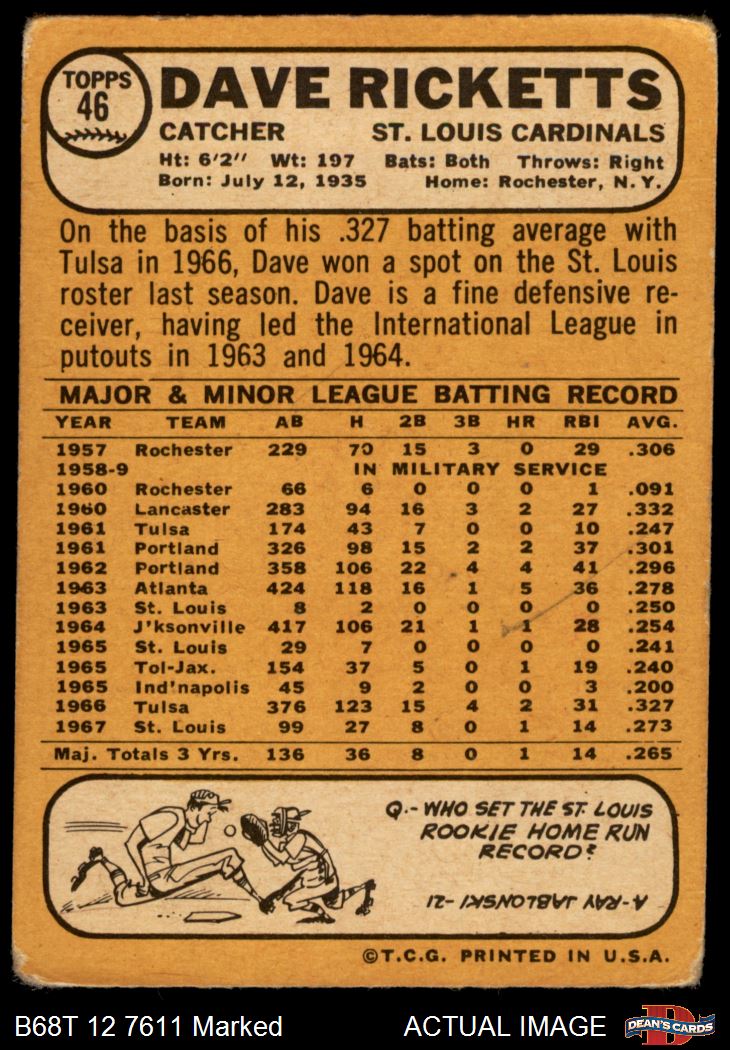 TOPPS
46
DAVE RICKETTS
CATCHER ST. LOUIS CARDINALS
Ht: 6'2'' Wt: 197 Bats: Both Throws: Right
Born: July 12, 1935 Home: Rochester, N.Y.
On the basis of his .327 batting average with
Tulsa in 1966, Dave won a spot on the St. Louis
roster last season. Dave is a fine defensive re-
ceiver, having led the International League in
putouts in 1963 and 1964.
MAJOR & MINOR LEAGUE BATTING RECORD
YEAR TEAM AB H 2B 3B HR RBI AVG.
1957 Rochester 229 70 15 3 0 29 .306
1958-9 IN MILITARY SERVICE
1960 Rochester 66 6 0 0 0 1 .091
1960 Lancaster 283 94 16 3 2 27 .332
1961 Tulsa 174 43 7 0 0 10 .247
1961 Portland 326 98 15 2 2 37 .301
1962 Portland 358 106 22 4 4 41 .296
1963 Atlanta 424 118 16 1 5 36 .278
1963 St. Louis 8 2 0 0 0 0 .250
1964 J'ksonville 417 106 21 1 1 28 .254
1965 St. Louis 29 7 0 0 0 0 .241
1965 Tol-Jax. 154 37 5 0 1 19 .240
1965 Ind'napolis 45 9 2 0 0 3 .200
1966 Tulsa 376 123 15 4 2 31 .327
1967 St. Louis 99 27 8 0 1 14 .273
Maj. Totals 3 Yrs. 136 36 8 0 1 14 .265
Q.- WHO SET THE ST. LOUIS
ROOKIE HOME RUN
RECORD?
A-RAY JABLONSKI-21
©T.C.G. PRINTED IN U.S.A.
B68T 12 7611 Marked ACTUAL IMAGE
D
DEAN'S CARDS